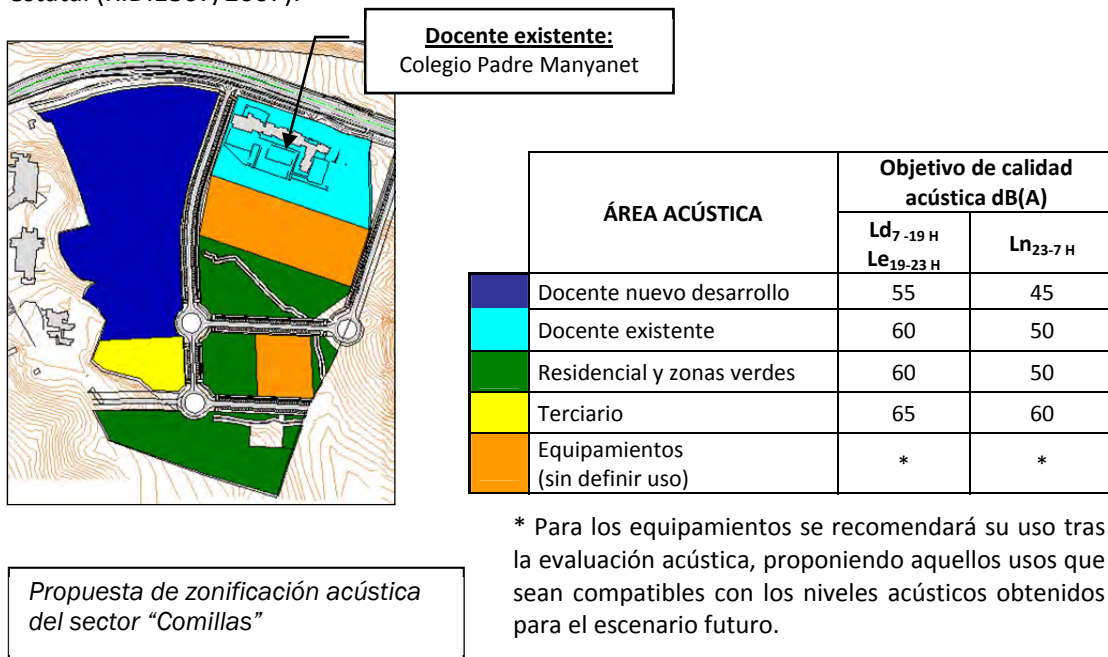 Docente existente:
Colegio Padre Manyanet
ÁREA ACÚSTICA
Objetivo de calidad
acústica dB(A)
Ld7 -19 H
Le19-23 H
Ln23-7 H
Docente nuevo desarrollo 55 45
Docente existente 60 50
Residencial y zonas verdes 60 50
Terciario 65 60
Equipamientos
(sin definir uso) * *
* Para los equipamientos se recomendará su uso tras
la evaluación acústica, proponiendo aquellos usos que
sean compatibles con los niveles acústicos obtenidos
para el escenario futuro.
Propuesta de zonificación acústica
del sector “Comillas”